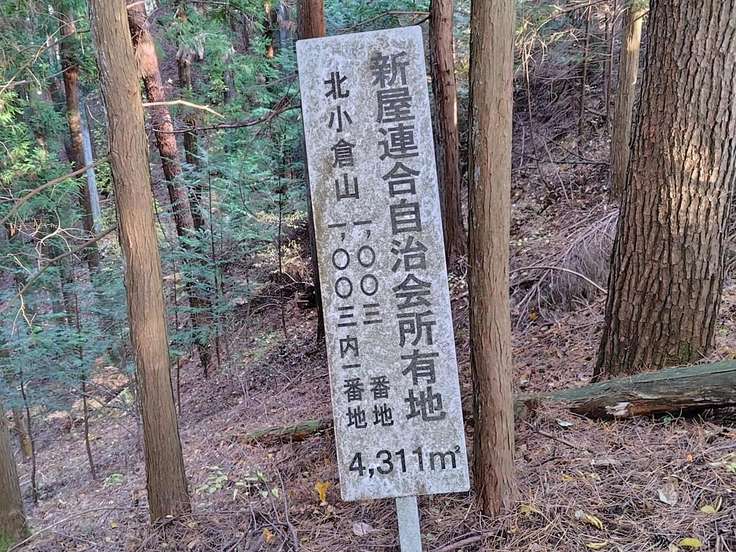 新屋連合自治会所有地
北小倉山 一,〇〇三 番地
一,〇〇三内一番地
4,311㎡